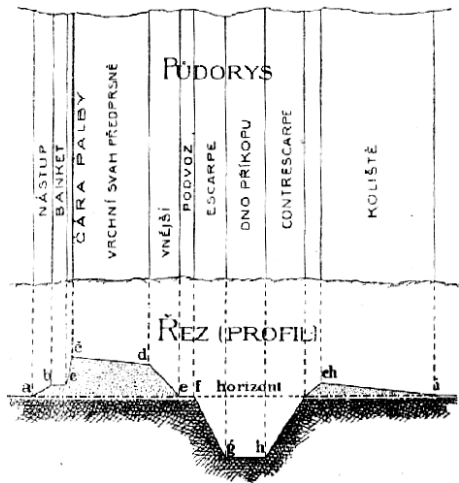 PŮDORYS
NÁSTUP
BANKET
ČÁRA PALBY
VRCHNÍ SVAH PŘEDPRSNĚ
VNĚJŠÍ
PODVOZ
ESCARPE
DNO PŘÍKOPU
CONTRESCARPE
KOLIŠTĚ
ŘEZ (PROFIL)
č
d
a b c e f horizont ch
g h